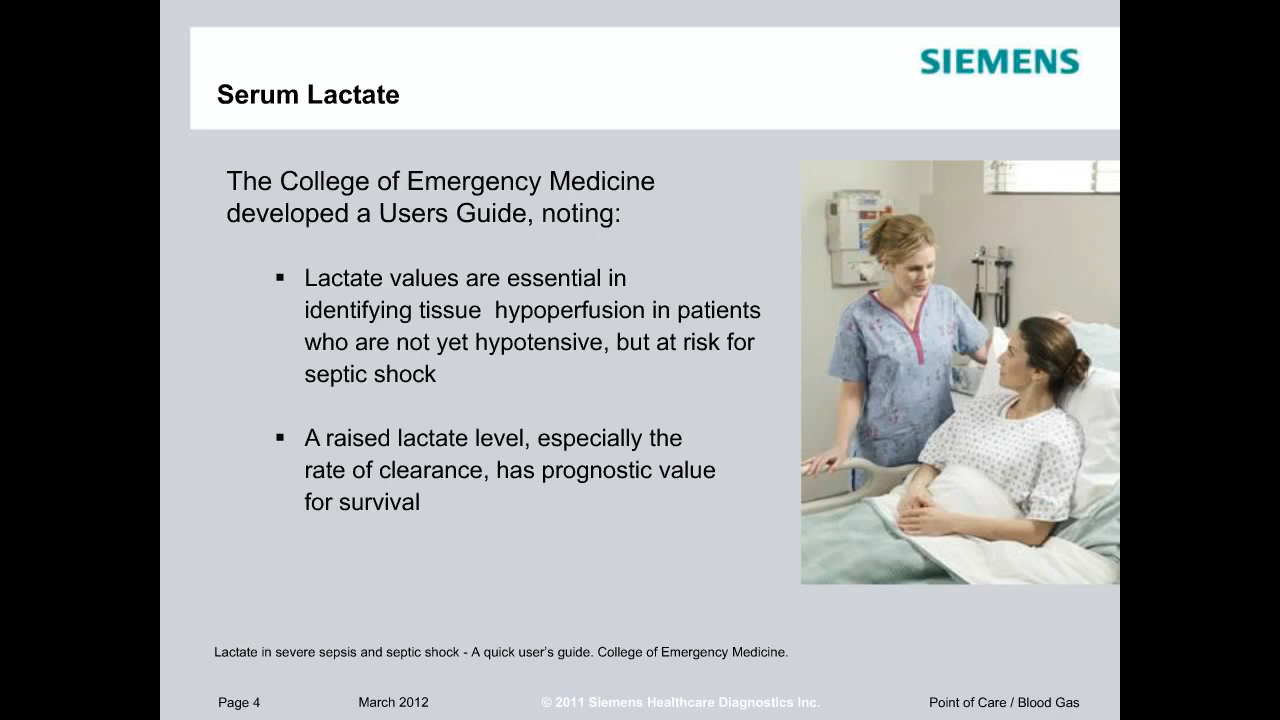 SIEMENS
Serum Lactate
The College of Emergency Medicine
developed a Users Guide, noting:
▪ Lactate values are essential in
identifying tissue  hypoperfusion in patients
who are not yet hypotensive, but at risk for
septic shock
▪ A raised lactate level, especially the
rate of clearance, has prognostic value
for survival
Lactate in severe sepsis and septic shock - A quick user’s guide. College of Emergency Medicine.
Page 4 March 2012 © 2011 Siemens Healthcare Diagnostics Inc. Point of Care / Blood Gas